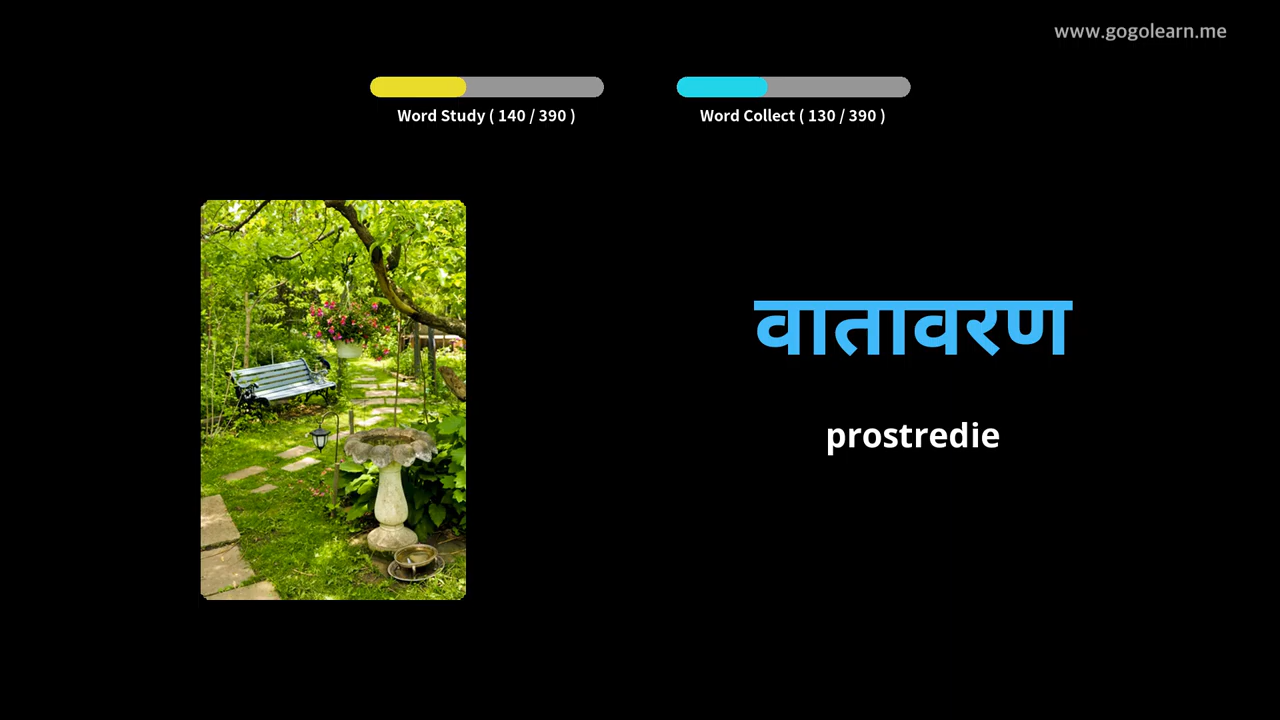 www.gogolearn.me
Word Study ( 140 / 390 )
Word Collect ( 130 / 390 )
वातावरण
prostredie